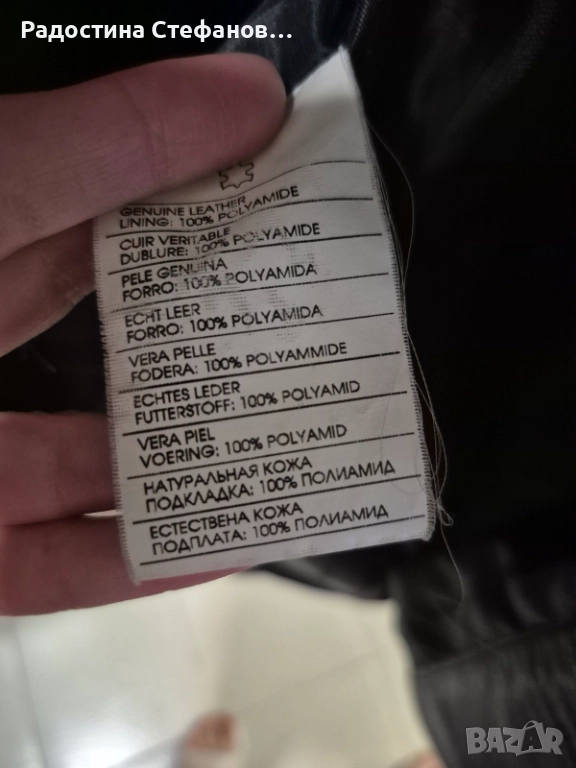 Радостина Стефанов...
GENUINE LEATHER
LINING: 100% POLYAMIDE
CUIR VERITABLE
DUBLURE: 100% POLYAMIDE
PELE GENUINA
FORRO: 100% POLYAMIDA
ECHT LEER
FORRO: 100% POLYAMIDA
VERA PELLE
FODERA: 100% POLYAMMIDE
ECHTES LEDER
FUTTERSTOFF: 100% POLYAMID
VERA PIEL
VOERING: 100% POLYAMID
НАТУРАЛЬНАЯ КОЖА
ПОДКЛАДКА: 100% ПОЛИАМИД
ЕСТЕСТВЕНА КОЖА
ПОДПЛАТА: 100% ПОЛИАМИД
BAZAR